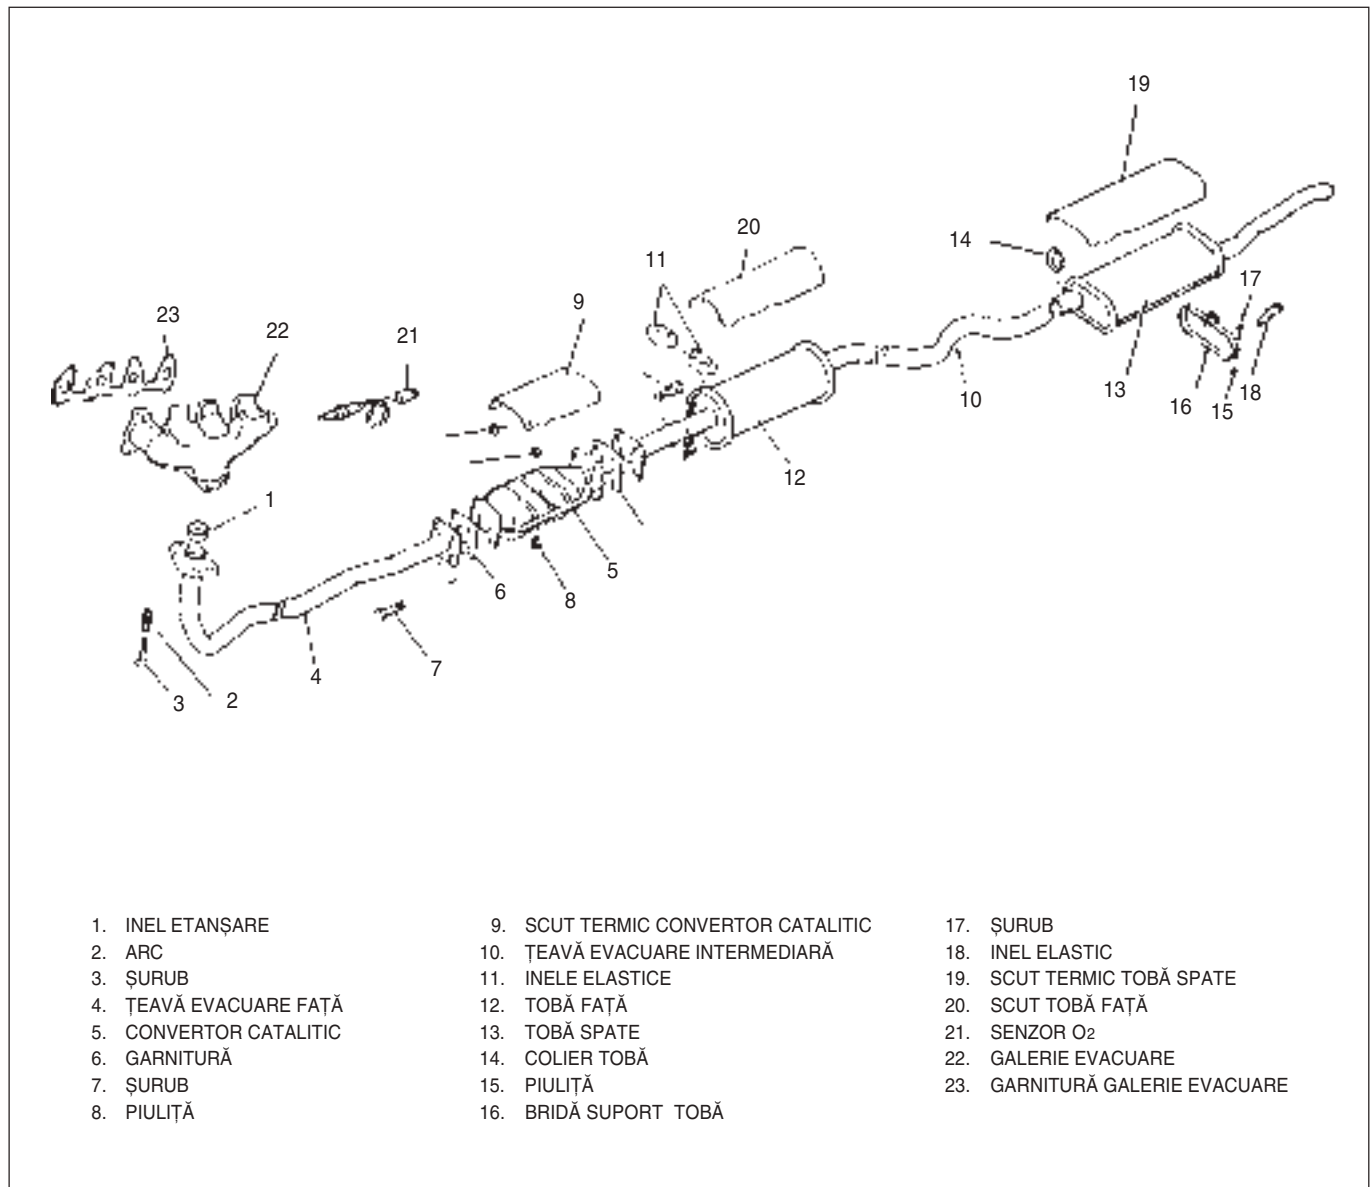 19
20
14
11
17
9
23
22
21
10
13
16
15
18
12
1
6
5
8
7
4
3
2
1. INEL ETANȘARE
2. ARC
3. ȘURUB
4. ȚEAVĂ EVACUARE FAȚĂ
5. CONVERTOR CATALITIC
6. GARNITURĂ
7. ȘURUB
8. PIULIȚĂ
9. SCUT TERMIC CONVERTOR CATALITIC
10. ȚEAVĂ EVACUARE INTERMEDIARĂ
11. INELE ELASTICE
12. TOBĂ FAȚĂ
13. TOBĂ SPATE
14. COLIER TOBĂ
15. PIULIȚĂ
16. BRIDĂ SUPORT TOBĂ
17. ȘURUB
18. INEL ELASTIC
19. SCUT TERMIC TOBĂ SPATE
20. SCUT TOBĂ FAȚĂ
21. SENZOR O2
22. GALERIE EVACUARE
23. GARNITURĂ GALERIE EVACUARE